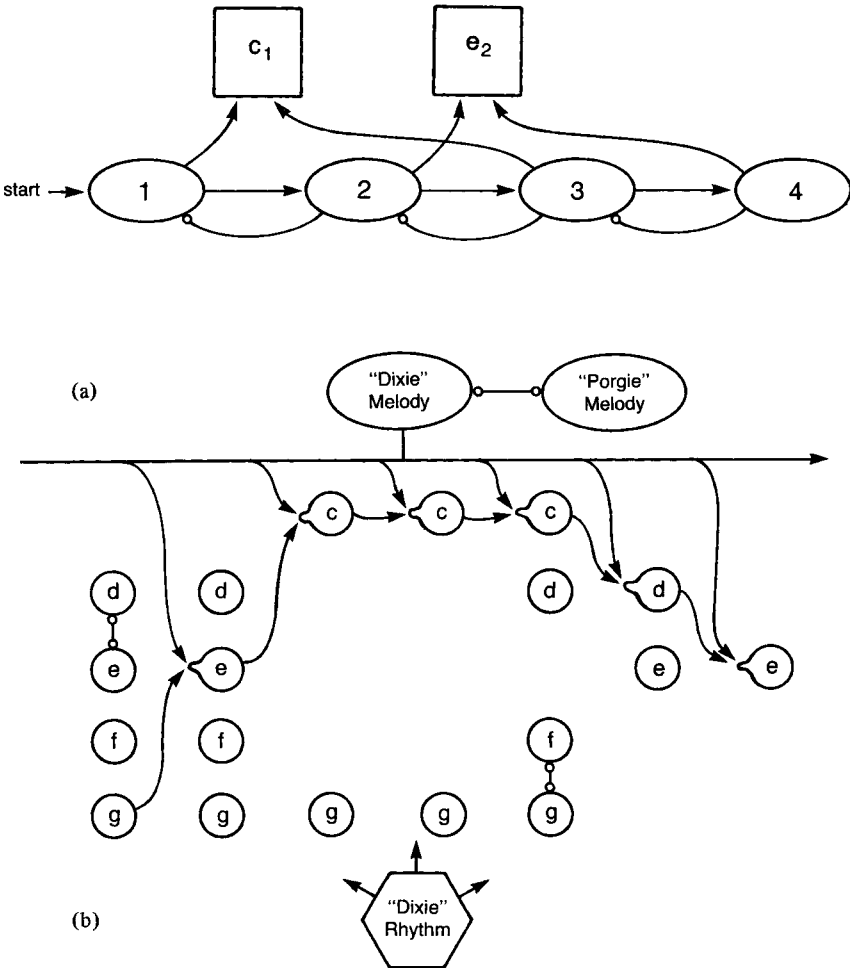 c1 e2
start 1 2 3 4
(a)
"Dixie" Melody
"Porgie" Melody
c c c
d d d d
e e e e
f f f
g g g g g
"Dixie" Rhythm
(b)